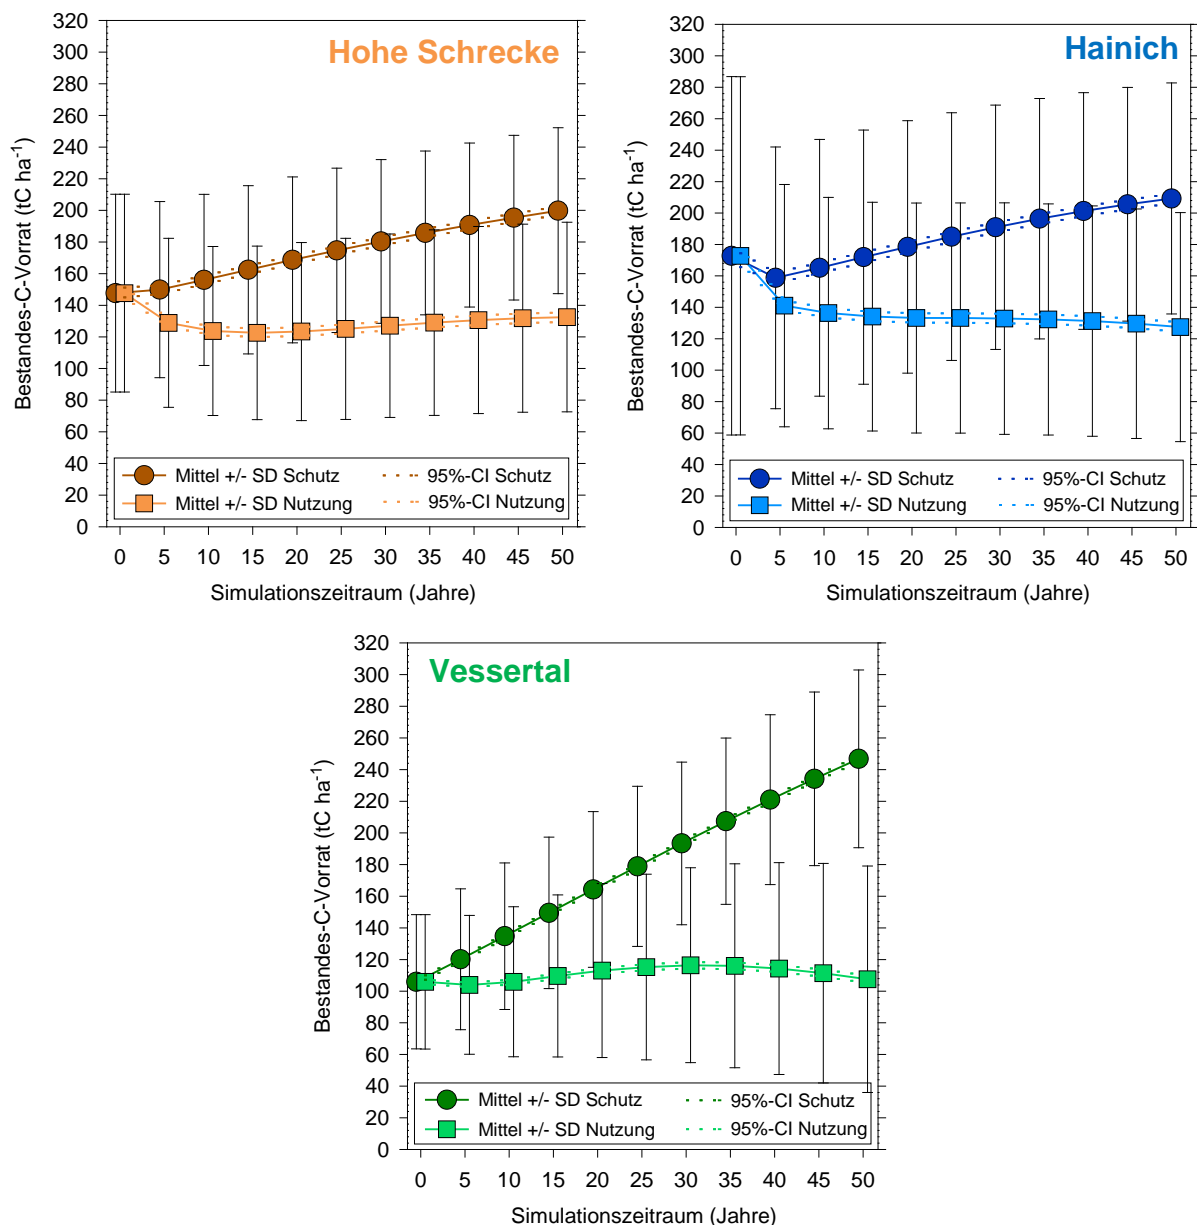 Hohe Schrecke
Bestandes-C-Vorrat (tC ha-1)
320
300
280
260
240
220
200
180
160
140
120
100
80
60
40
20
0
Mittel +/- SD Schutz 95%-CI Schutz
Mittel +/- SD Nutzung 95%-CI Nutzung
0 5 10 15 20 25 30 35 40 45 50
Simulationszeitraum (Jahre)
Hainich
Bestandes-C-Vorrat (tC ha-1)
320
300
280
260
240
220
200
180
160
140
120
100
80
60
40
20
0
Mittel +/- SD Schutz 95%-CI Schutz
Mittel +/- SD Nutzung 95%-CI Nutzung
0 5 10 15 20 25 30 35 40 45 50
Simulationszeitraum (Jahre)
Vessertal
Bestandes-C-Vorrat (tC ha-1)
320
300
280
260
240
220
200
180
160
140
120
100
80
60
40
20
0
Mittel +/- SD Schutz 95%-CI Schutz
Mittel +/- SD Nutzung 95%-CI Nutzung
0 5 10 15 20 25 30 35 40 45 50
Simulationszeitraum (Jahre)